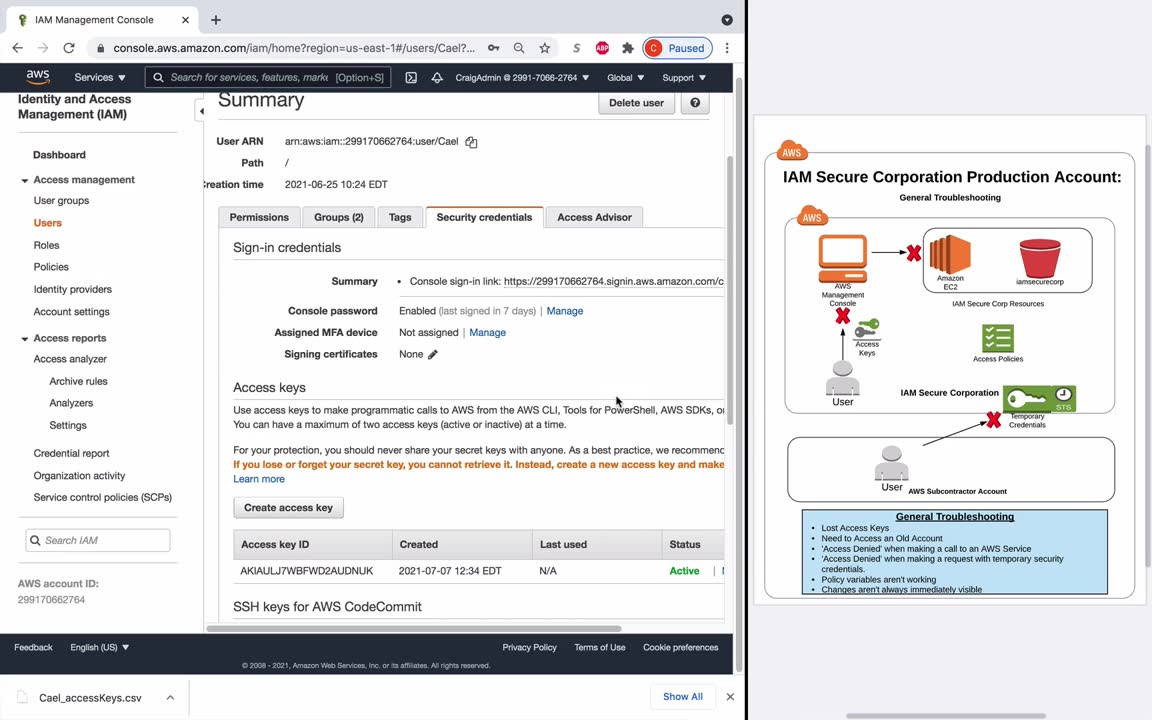 IAM Management Console
console.aws.amazon.com/iam/home?region=us-east-1#/users/Cael?...
S
ABP
C Paused
aws
Services
Search for services, features, marke [Option+S]
CraigAdmin @ 2991-7066-2764
Global
Support
Identity and Access
Management (IAM)
Dashboard
Access management
User groups
Users
Roles
Policies
Identity providers
Account settings
Access reports
Access analyzer
Archive rules
Analyzers
Settings
Credential report
Organization activity
Service control policies (SCPs)
Search IAM
AWS account ID:
299170662764
Summary
Delete user
User ARN arn:aws:iam::299170662764:user/Cael
Path /
Creation time 2021-06-25 10:24 EDT
Permissions
Groups (2)
Tags
Security credentials
Access Advisor
Sign-in credentials
Summary • Console sign-in link: https://299170662764.signin.aws.amazon.com/c
Console password Enabled (last signed in 7 days) | Manage
Assigned MFA device Not assigned | Manage
Signing certificates None
Access keys
Use access keys to make programmatic calls to AWS from the AWS CLI, Tools for PowerShell, AWS SDKs, or
You can have a maximum of two access keys (active or inactive) at a time.
For your protection, you should never share your secret keys with anyone. As a best practice, we recommend
If you lose or forget your secret key, you cannot retrieve it. Instead, create a new access key and make
Learn more
Create access key
Access key ID Created Last used Status
AKIAULJ7WBFWD2AUDNUK 2021-07-07 12:34 EDT N/A Active |
SSH keys for AWS CodeCommit
Feedback English (US) Privacy Policy Terms of Use Cookie preferences
© 2008 - 2021, Amazon Web Services, Inc. or its affiliates. All rights reserved.
Cael_accessKeys.csv
Show All
AWS
IAM Secure Corporation Production Account:
General Troubleshooting
AWS
AWS
Management
Console
Amazon
EC2
iamsecurecorp
IAM Secure Corp Resources
Access
Keys
Access Policies
User
IAM Secure Corporation
STS
Temporary
Credentials
User
AWS Subcontractor Account
General Troubleshooting
• Lost Access Keys
• Need to Access an Old Account
• 'Access Denied' when making a call to an AWS Service
• 'Access Denied' when making a request with temporary security
credentials.
• Policy variables aren't working
• Changes aren't always immediately visible